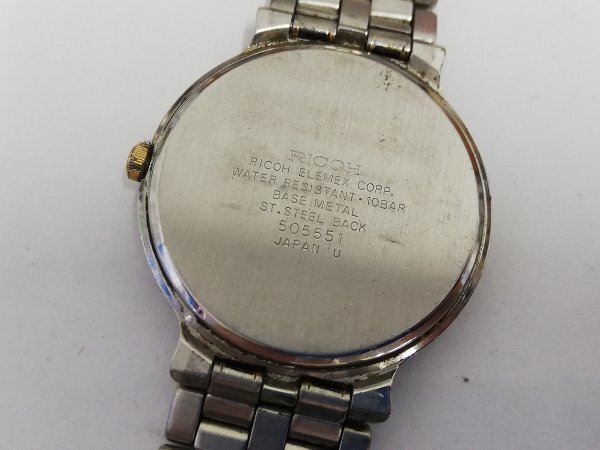 RICOH
RICOH ELEMEX CORP.
WATER RESISTANT·10BAR
BASE METAL
ST.STEEL BACK
505551
JAPAN U